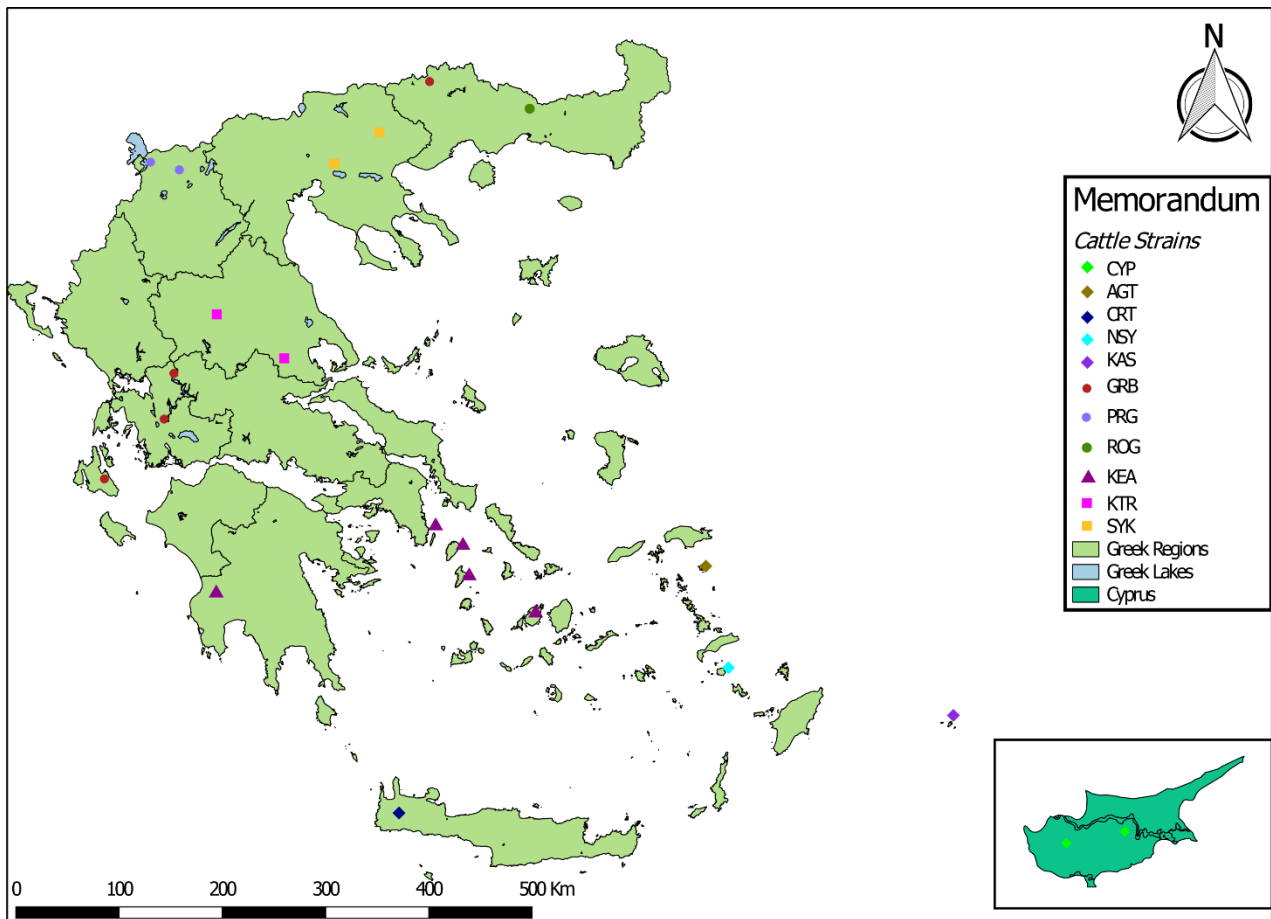 N
Memorandum
Cattle Strains
CYP
AGT
CRT
NSY
KAS
GRB
PRG
ROG
KEA
KTR
SYK
Greek Regions
Greek Lakes
Cyprus
0 100 200 300 400 500 Km